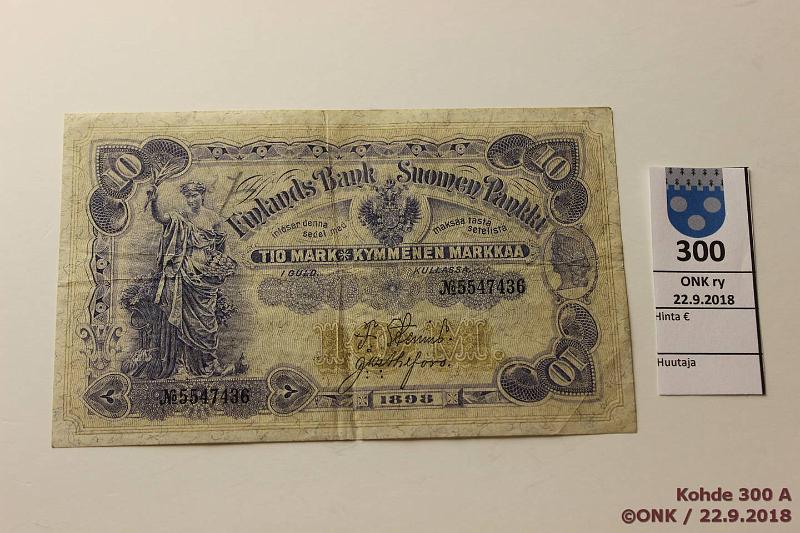 10
10
Finlands Bank Suomen Pankki
inlöser denna
sedel med
maksaa tästä
setelistä
TIO MARK KYMMENEN MARKKAA
I GULD. KULLASSA.
№5547436
10 M.
№5547436
1898
10
300
ONK ry
22.9.2018
Hinta €
Huutaja
Kohde 300 A
©ONK / 22.9.2018